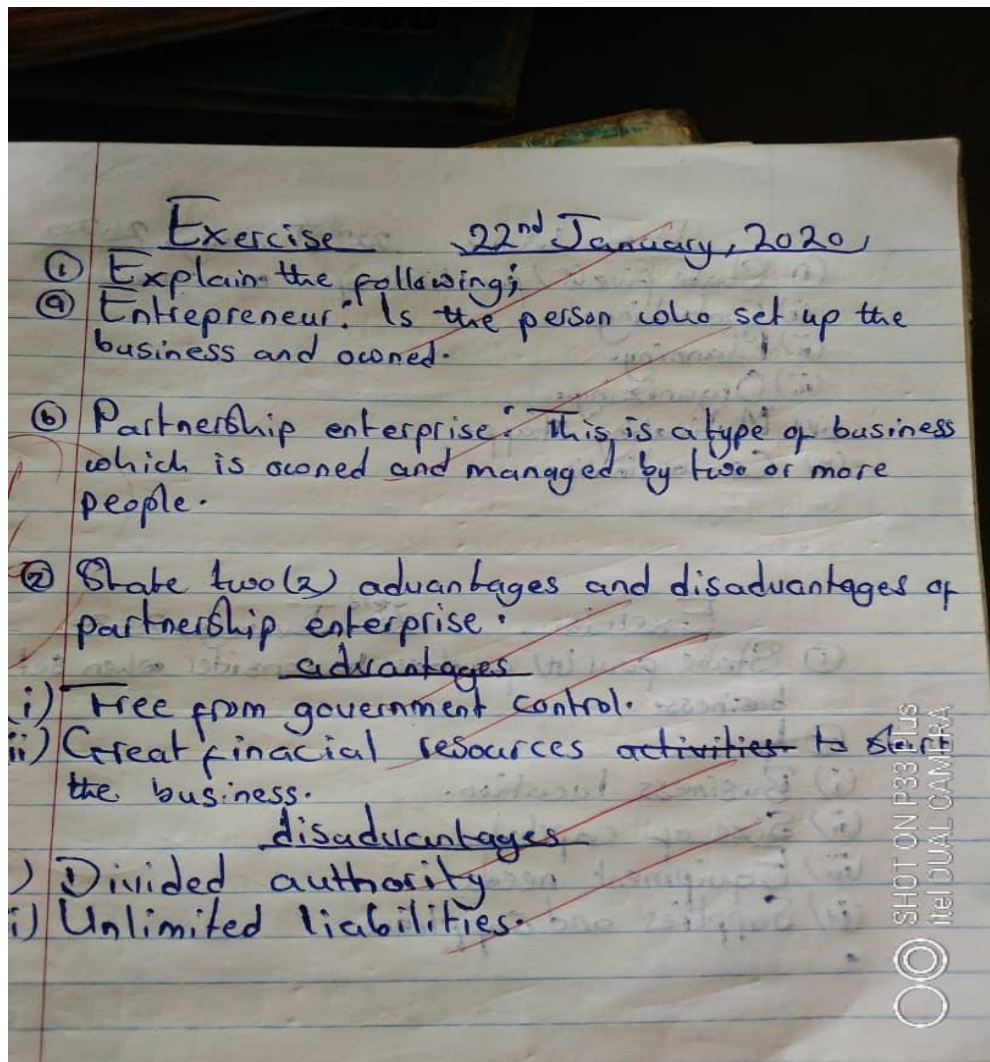 Exercise 22nd January, 2020
① Explain the following;
ⓐ Entrepreneur: Is the person who set up the
business and owned.
ⓑ Partnership enterprise: This is a type of business
which is owned and managed by two or more
people.
② State two (2) advantages and disadvantages of
partnership enterprise.
advantages
i) Free from government control.
ii) Great finacial resources activities to start
the business.
disadvantages
) Divided authority
i) Unlimited liabilities.
SHOT ON P33 Plus
itel DUAL CAMERA